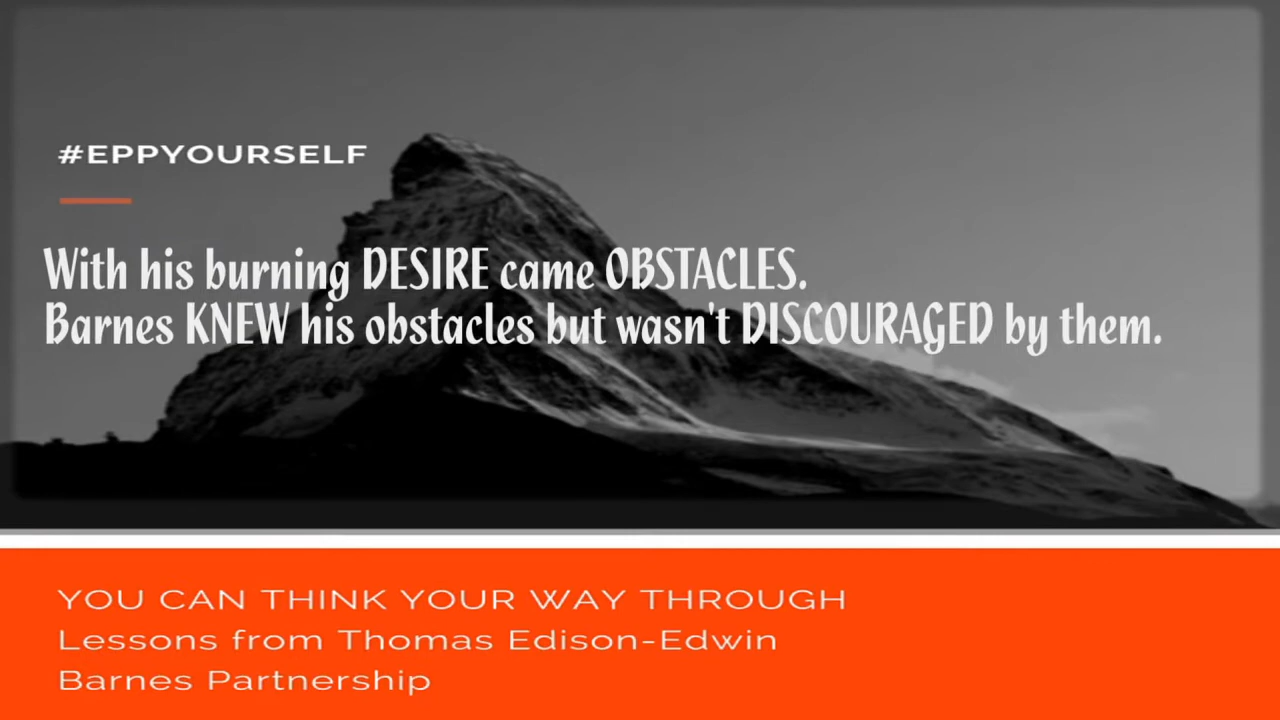 #EPPYOURSELF
With his burning DESIRE came OBSTACLES.
Barnes KNEW his obstacles but wasn't DISCOURAGED by them.
YOU CAN THINK YOUR WAY THROUGH
Lessons from Thomas Edison-Edwin
Barnes Partnership